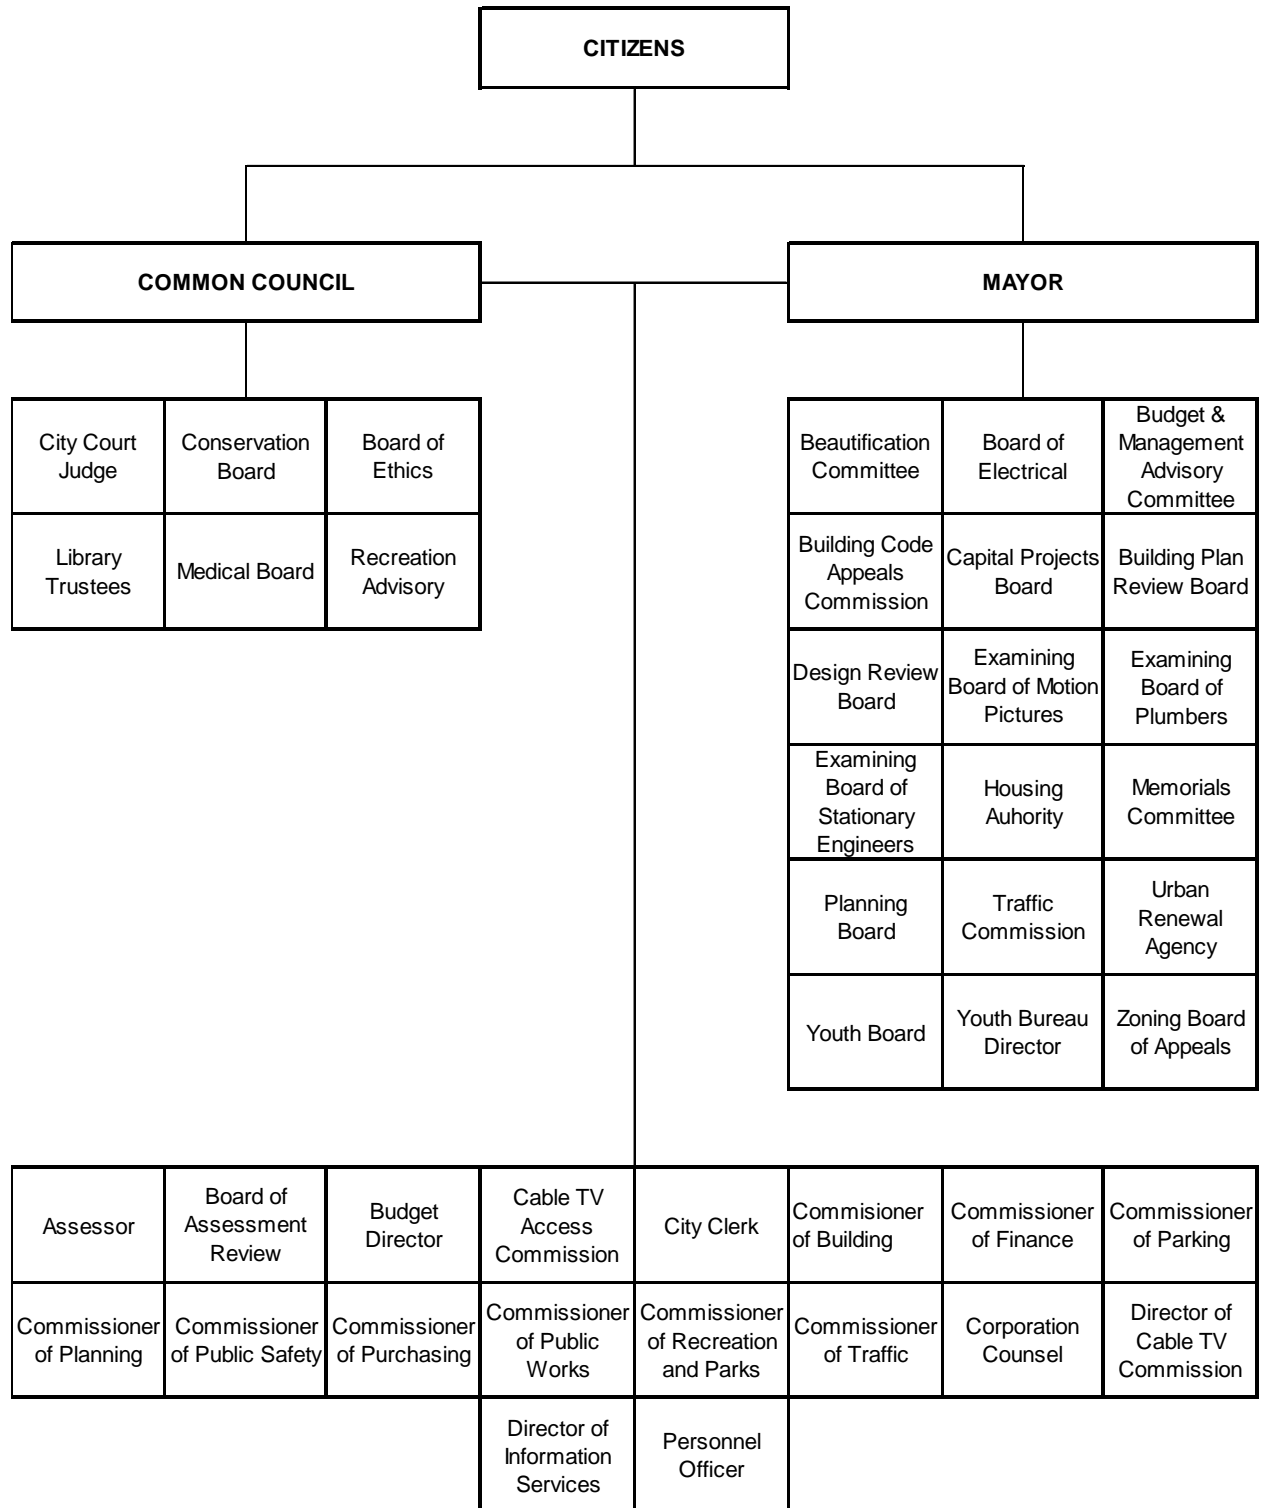 CITIZENS
COMMON COUNCIL
MAYOR
City Court
Judge
Conservation
Board
Board of
Ethics
Library
Trustees
Medical Board
Recreation
Advisory
Beautification
Committee
Board of
Electrical
Budget &
Management
Advisory
Committee
Building Code
Appeals
Commission
Capital Projects
Board
Building Plan
Review Board
Design Review
Board
Examining
Board of Motion
Pictures
Examining
Board of
Plumbers
Examining
Board of
Stationary
Engineers
Housing
Auhority
Memorials
Committee
Planning
Board
Traffic
Commission
Urban
Renewal
Agency
Youth Board
Youth Bureau
Director
Zoning Board
of Appeals
Assessor
Board of
Assessment
Review
Budget
Director
Cable TV
Access
Commission
City Clerk
Commisioner
of Building
Commissioner
of Finance
Commissioner
of Parking
Commissioner
of Planning
Commissioner
of Public Safety
Commissioner
of Purchasing
Commissioner
of Public
Works
Commissioner
of Recreation
and Parks
Commissioner
of Traffic
Corporation
Counsel
Director of
Cable TV
Commission
Director of
Information
Services
Personnel
Officer